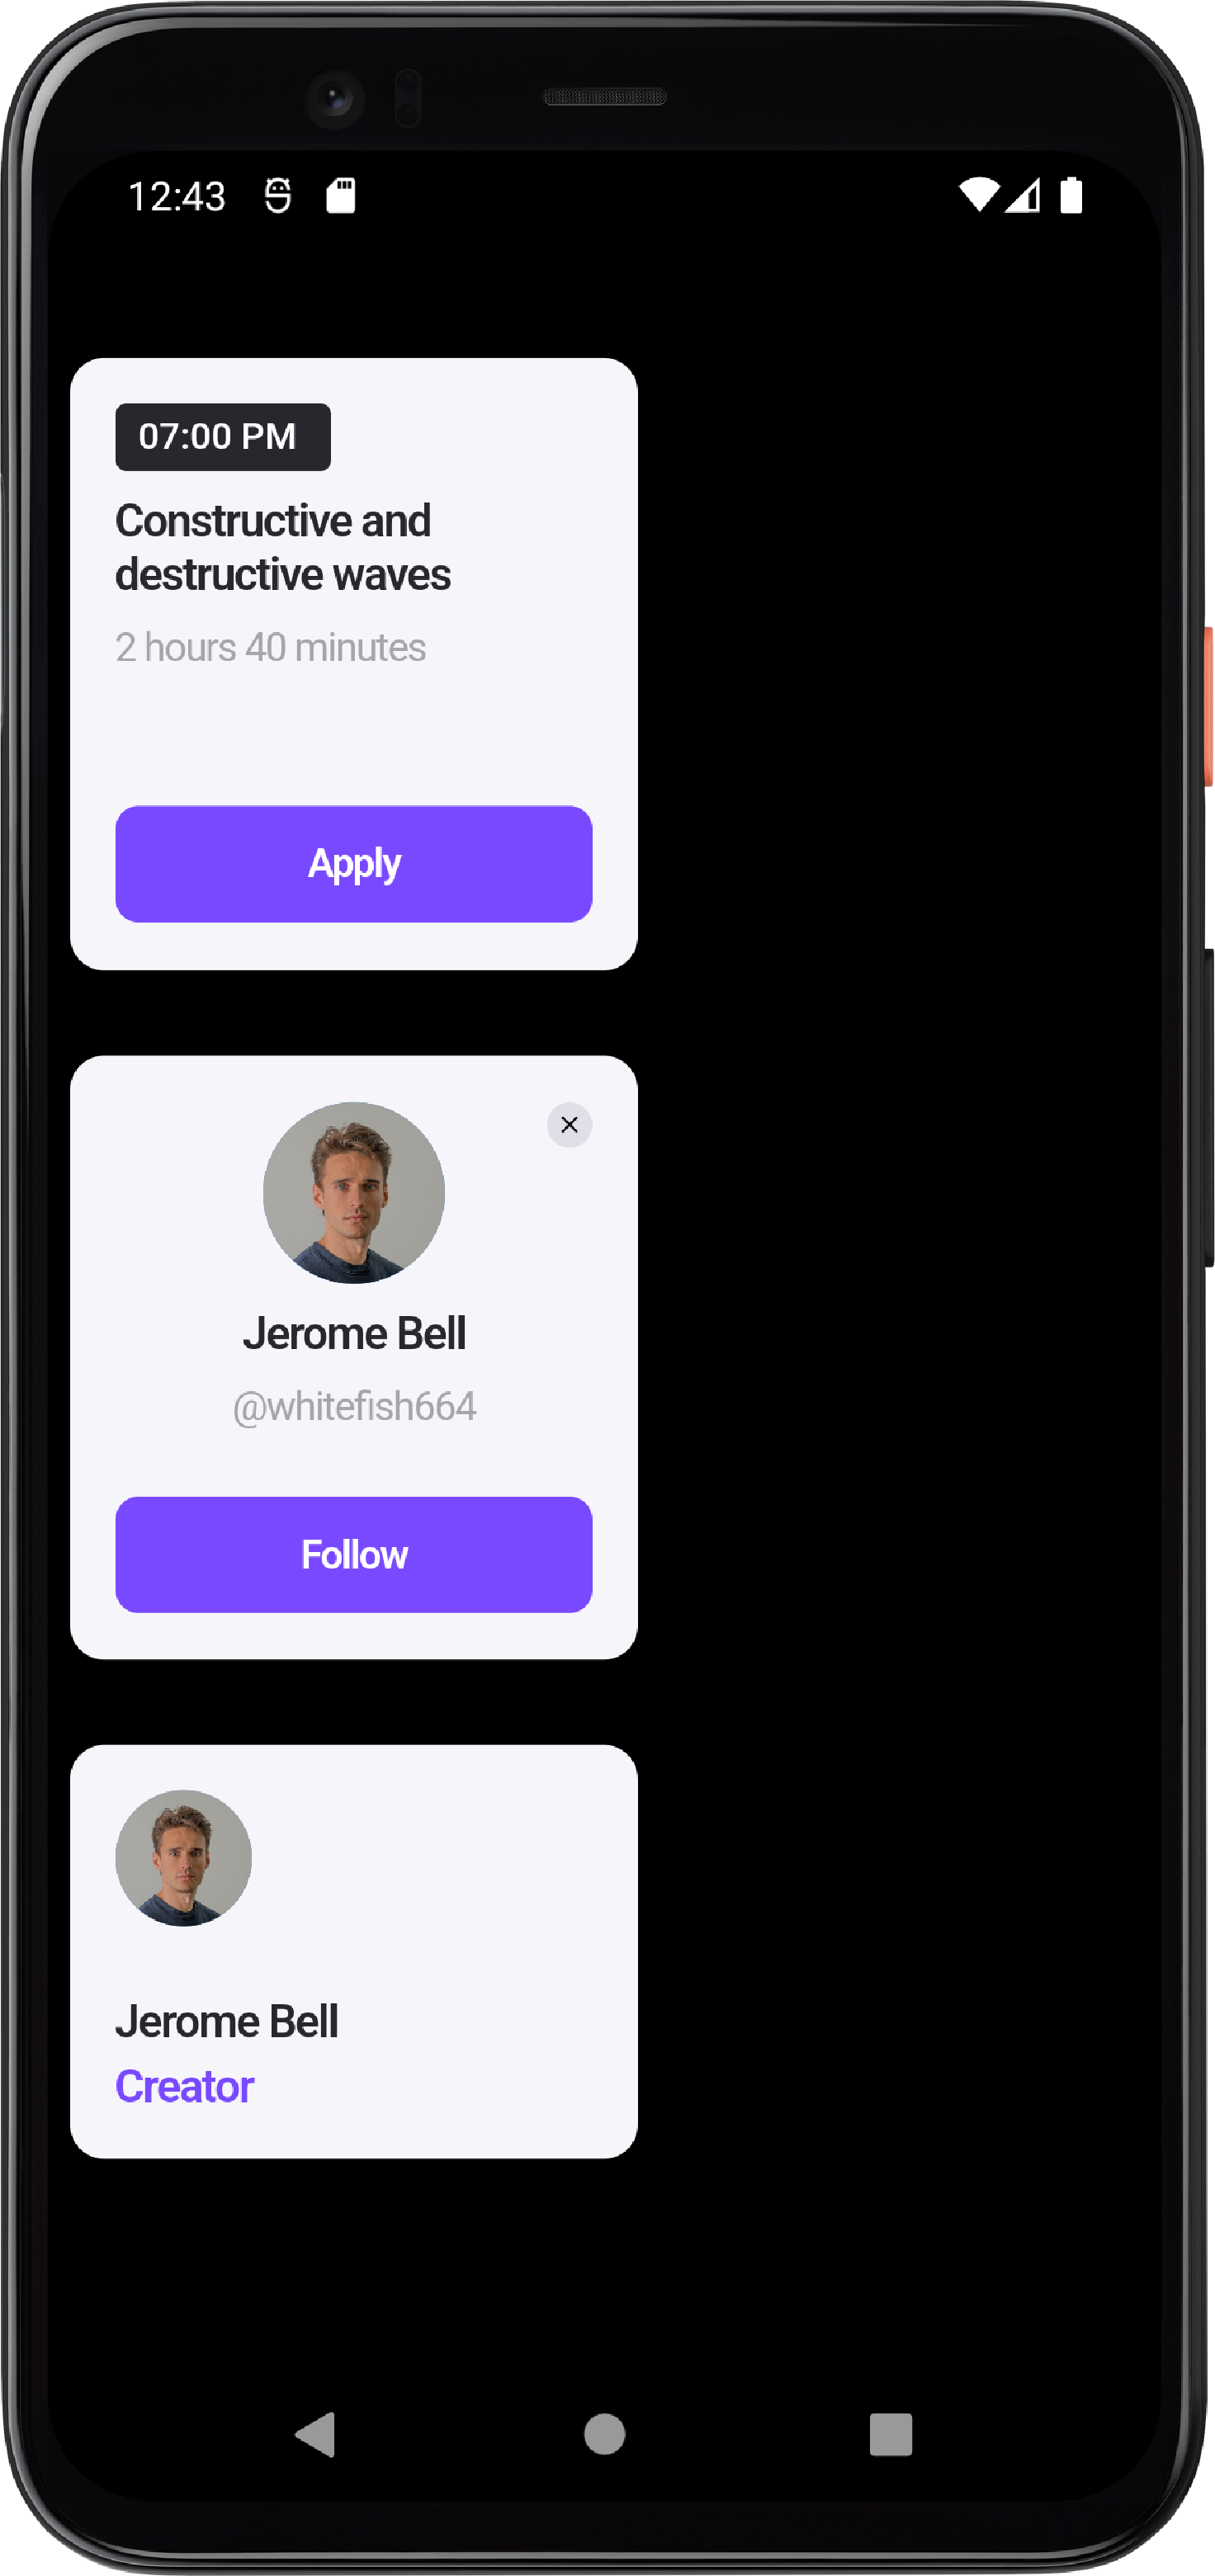 12:43
07:00 PM
Constructive and
destructive waves
2 hours 40 minutes
Apply
Jerome Bell
@whitefish664
Follow
Jerome Bell
Creator